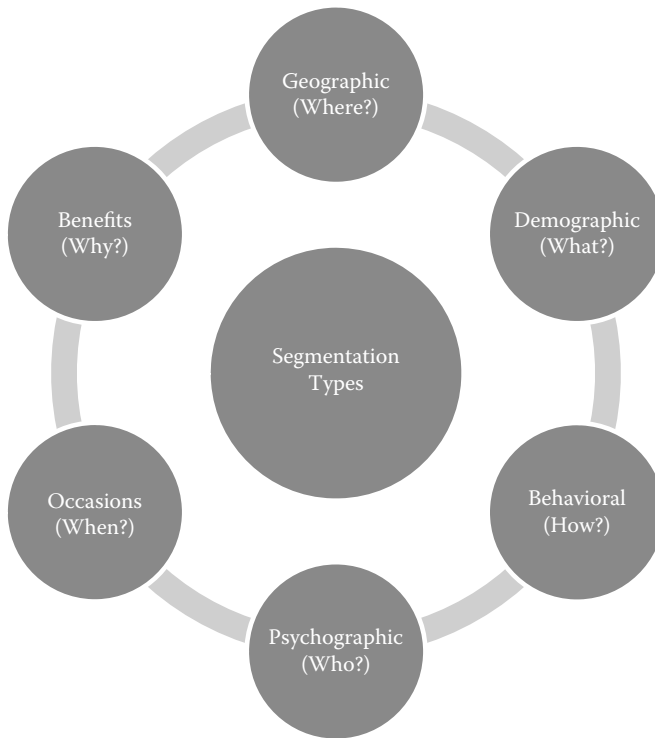 Geographic
(Where?)
Demographic
(What?)
Behavioral
(How?)
Psychographic
(Who?)
Occasions
(When?)
Benefits
(Why?)
Segmentation
Types